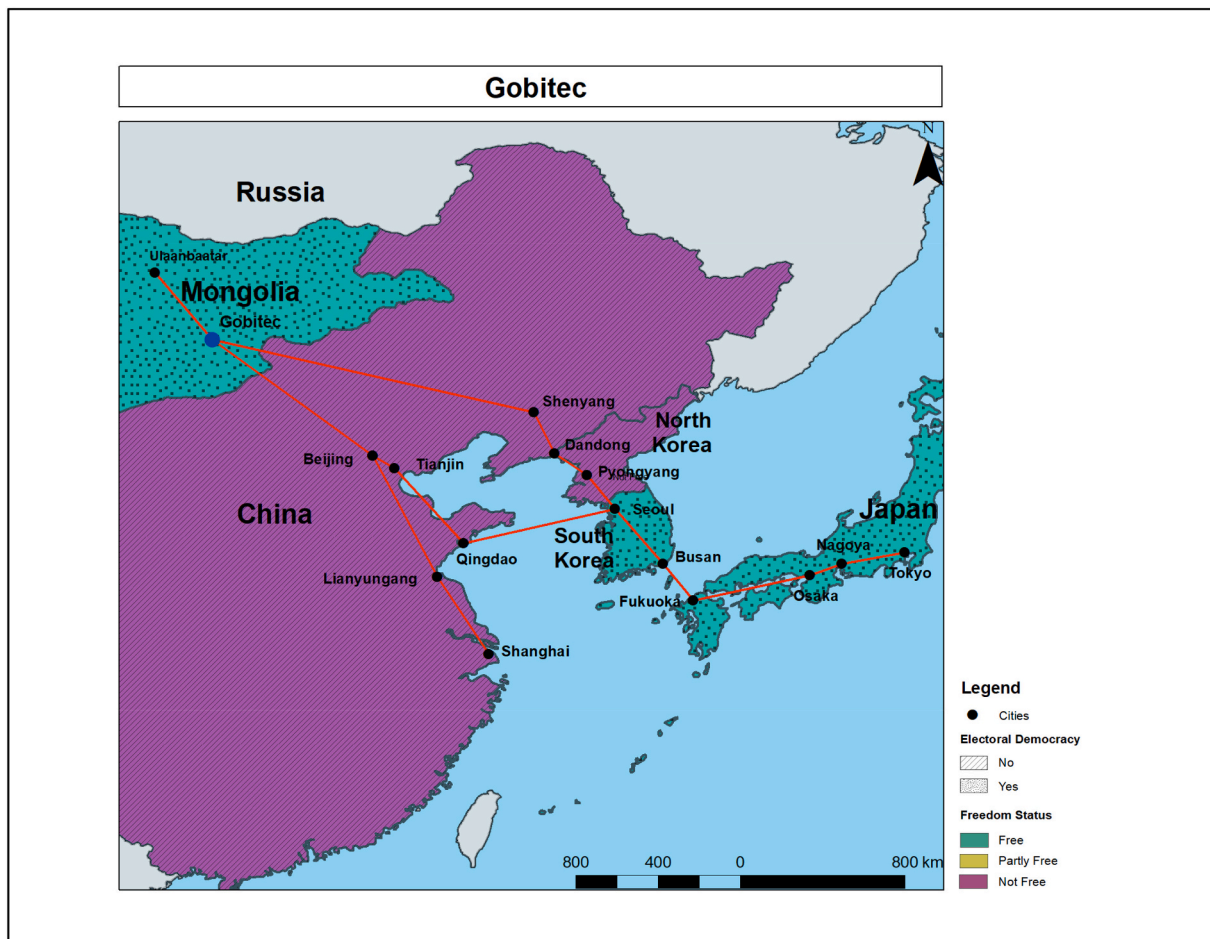 Gobitec
N
Russia
Ulaanbaatar
Mongolia
Gobitec
Shenyang
North
Korea
Dandong
Beijing
Tianjin
Pyongyang
China
Seoul
Japan
South
Korea
Qingdao
Nagoya
Busan
Tokyo
Lianyungang
Osaka
Fukuoka
Shanghai
800 400 0 800 km
Legend
Cities
Electoral Democracy
No
Yes
Freedom Status
Free
Partly Free
Not Free